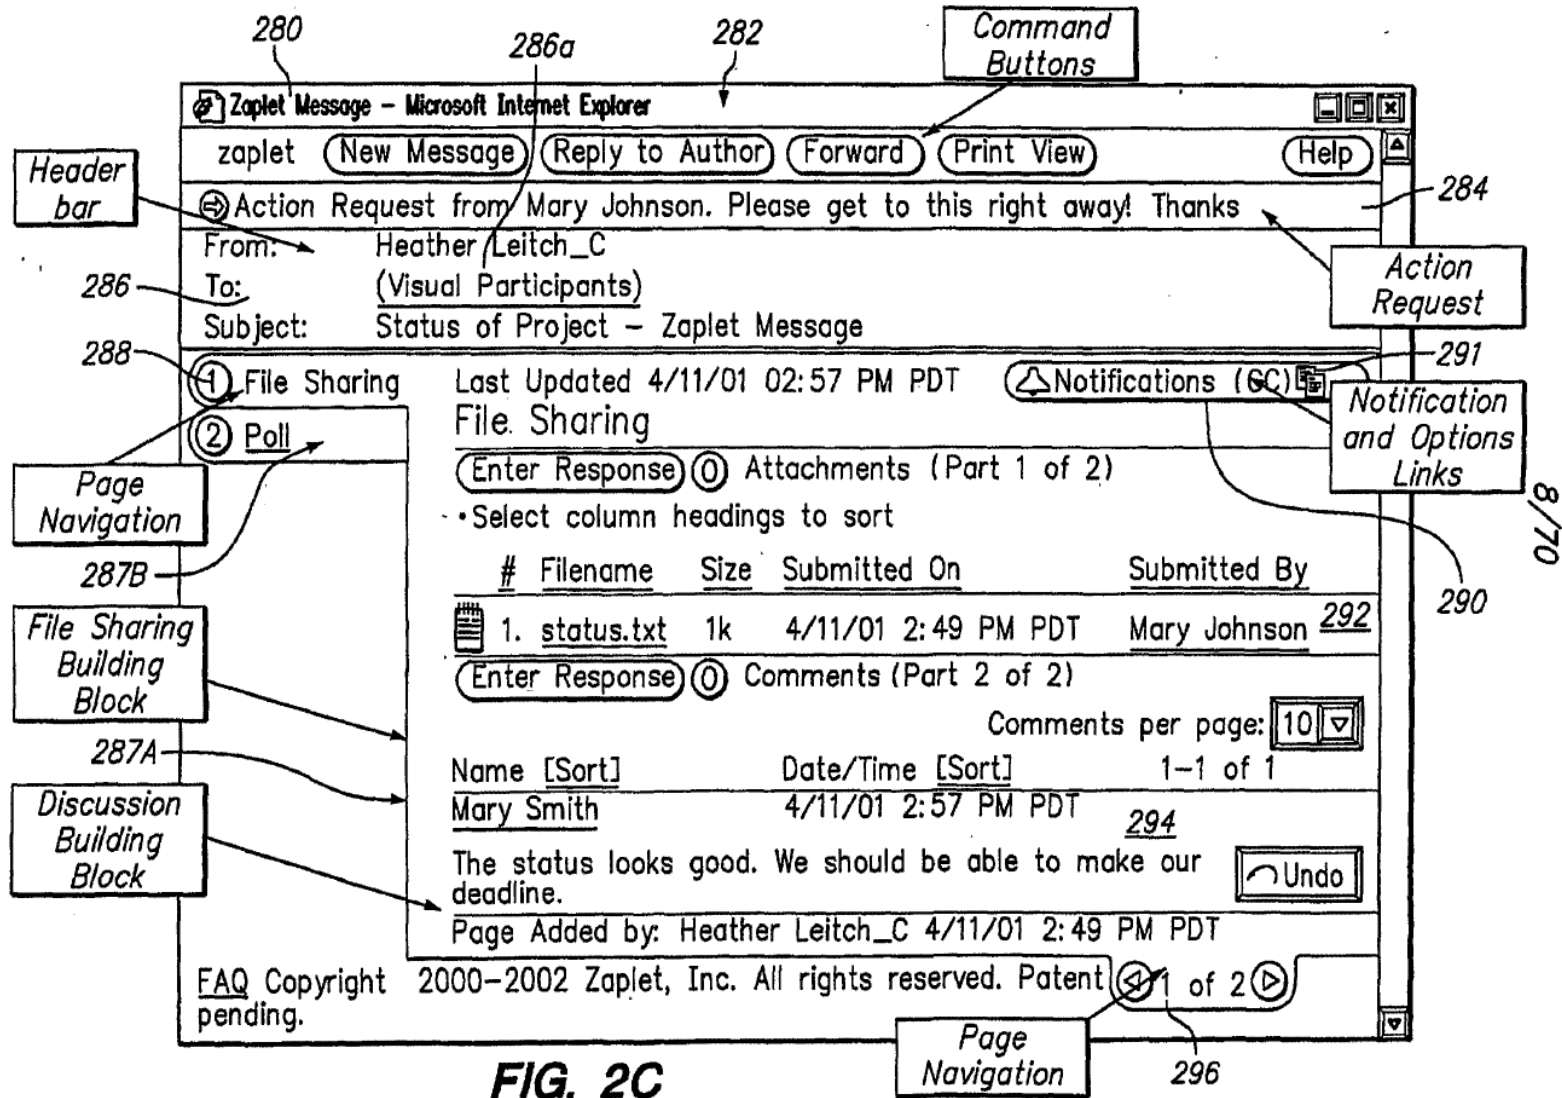 280
286a
282
Command
Buttons
Zaplet Message – Microsoft Internet Explorer
zaplet New Message Reply to Author Forward Print View Help
Header
bar
Action Request from Mary Johnson. Please get to this right away! Thanks
284
From: Heather Leitch_C
To: (Visual Participants)
286
Subject: Status of Project – Zaplet Message
Action
Request
288
291
1 File Sharing
Last Updated 4/11/01 02:57 PM PDT
Notifications (GC)
2 Poll
File Sharing
Notification
and Options
Links
Enter Response 0 Attachments (Part 1 of 2)
Page
Navigation
•Select column headings to sort
8/70
287B
# Filename Size Submitted On Submitted By
290
File Sharing
Building
Block
1. status.txt 1k 4/11/01 2:49 PM PDT Mary Johnson 292
Enter Response 0 Comments (Part 2 of 2)
Comments per page: 10
287A
Name [Sort] Date/Time [Sort] 1–1 of 1
Mary Smith 4/11/01 2:57 PM PDT
294
Discussion
Building
Block
The status looks good. We should be able to make our
deadline.
Undo
Page Added by: Heather Leitch_C 4/11/01 2:49 PM PDT
FAQ Copyright 2000–2002 Zaplet, Inc. All rights reserved. Patent
pending.
1 of 2
Page
Navigation
296
FIG. 2C